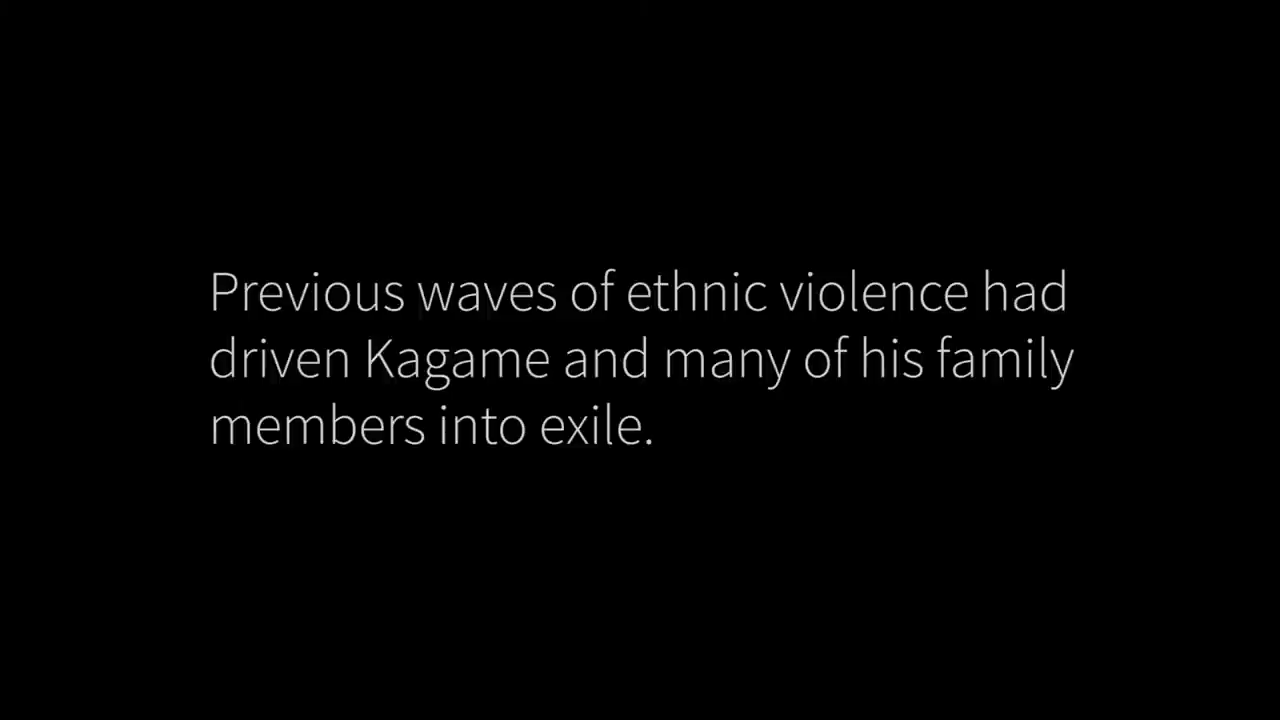 Previous waves of ethnic violence had
driven Kagame and many of his family
members into exile.